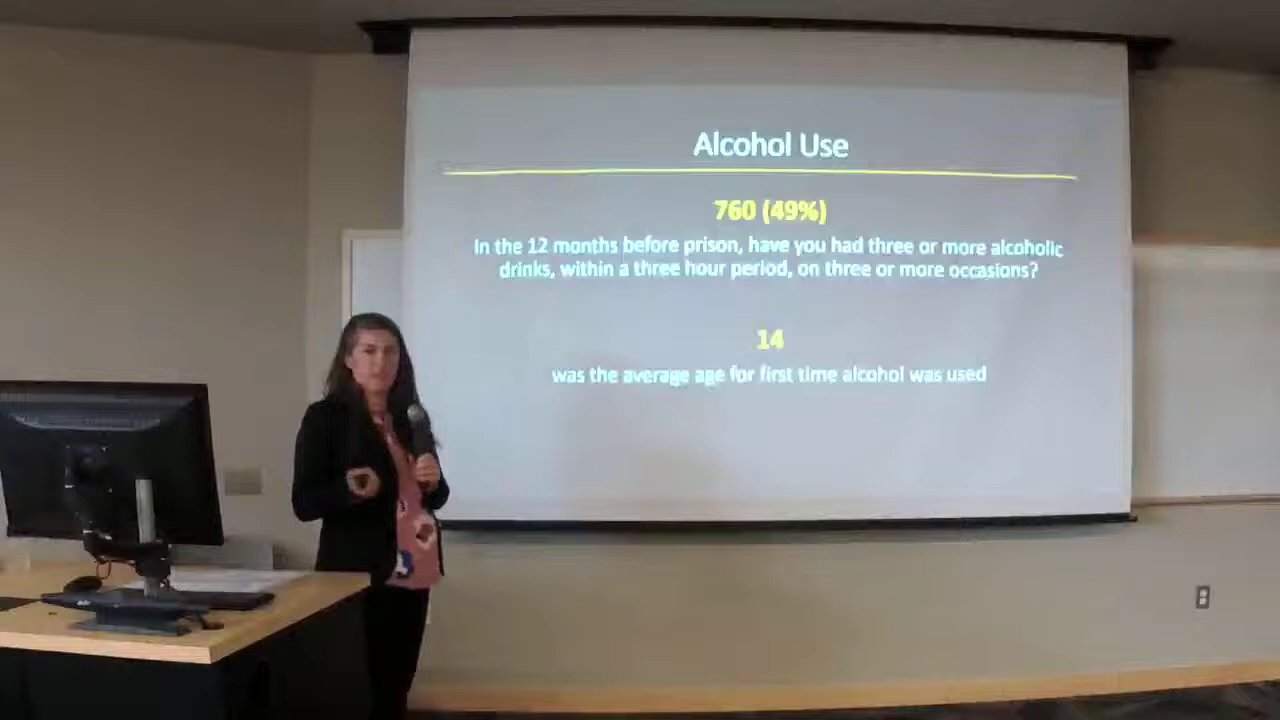 Alcohol Use
760 (49%)
In the 12 months before prison, have you had three or more alcoholic
drinks, within a three hour period, on three or more occasions?
14
was the average age for first time alcohol was used